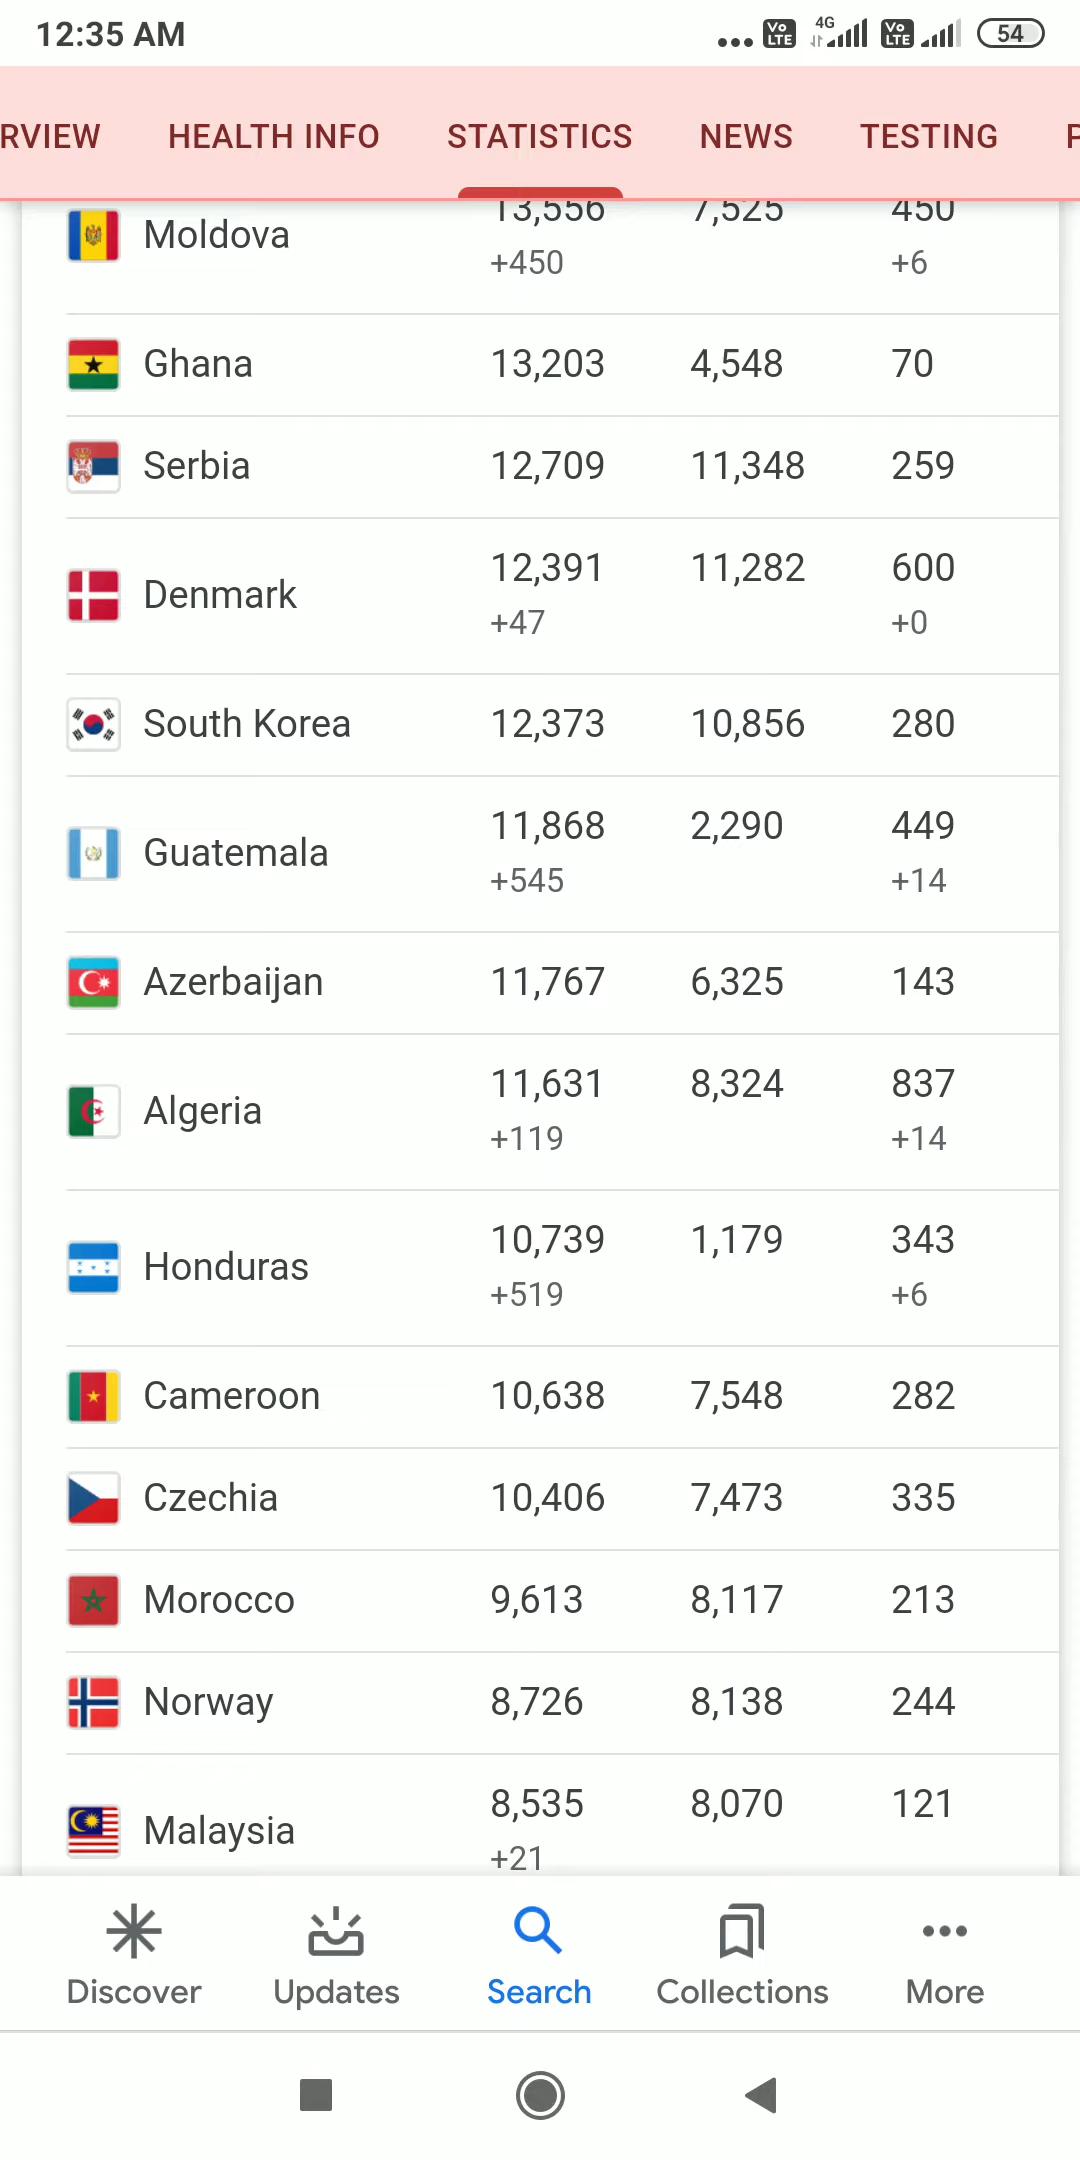 12:35 AM Vo LTE 4G Vo LTE 54
RVIEW HEALTH INFO STATISTICS NEWS TESTING
Moldova 13,556 7,525 450
+450 +6
Ghana 13,203 4,548 70
Serbia 12,709 11,348 259
Denmark 12,391 11,282 600
+47 +0
South Korea 12,373 10,856 280
Guatemala 11,868 2,290 449
+545 +14
Azerbaijan 11,767 6,325 143
Algeria 11,631 8,324 837
+119 +14
Honduras 10,739 1,179 343
+519 +6
Cameroon 10,638 7,548 282
Czechia 10,406 7,473 335
Morocco 9,613 8,117 213
Norway 8,726 8,138 244
Malaysia 8,535 8,070 121
+21
Discover Updates Search Collections More